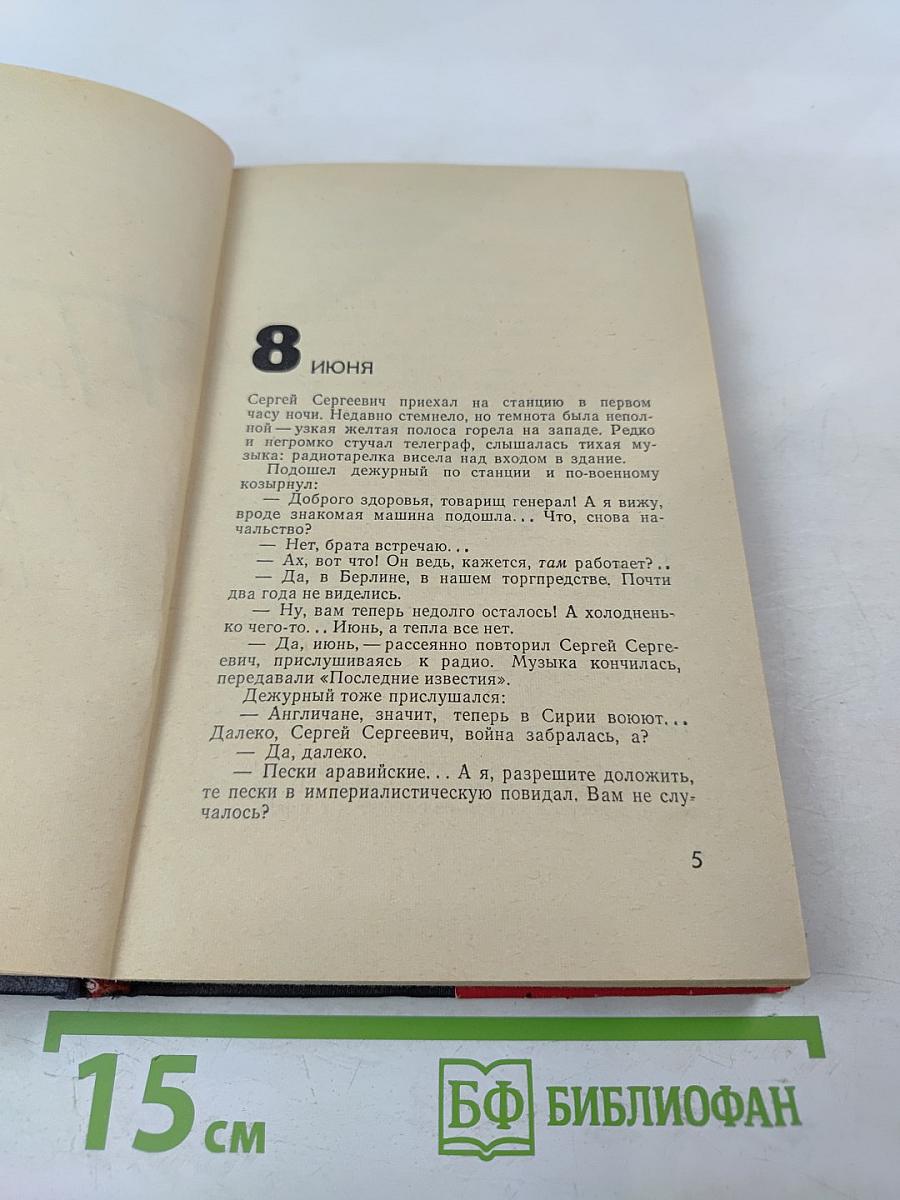 8 ИЮНЯ
Сергей Сергеевич приехал на станцию в первом
часу ночи. Недавно стемнело, но темнота была непол-
ной — узкая желтая полоса горела на западе. Редко
и негромко стучал телеграф, слышалась тихая му-
зыка: радиотарелка висела над входом в здание.
Подошел дежурный по станции и по-военному
козырнул:
— Доброго здоровья, товарищ генерал! А я вижу,
вроде знакомая машина подошла... Что, снова на-
чальство?
— Нет, брата встречаю...
— Ах, вот что! Он ведь, кажется, там работает?..
— Да, в Берлине, в нашем торгпредстве. Почти
два года не виделись.
— Ну, вам теперь недолго осталось! А холоднень-
ко чего-то... Июнь, а тепла все нет.
— Да, июнь, — рассеянно повторил Сергей Серге-
евич, прислушиваясь к радио. Музыка кончилась,
передавали «Последние известия».
Дежурный тоже прислушался:
— Англичане, значит, теперь в Сирии воюют...
Далеко, Сергей Сергеевич, война забралась, а?
— Да, далеко.
— Пески аравийские... А я, разрешите доложить,
те пески в империалистическую повидал. Вам не слу-
чалось?
5
15 см
БФ БИБЛИОФАН